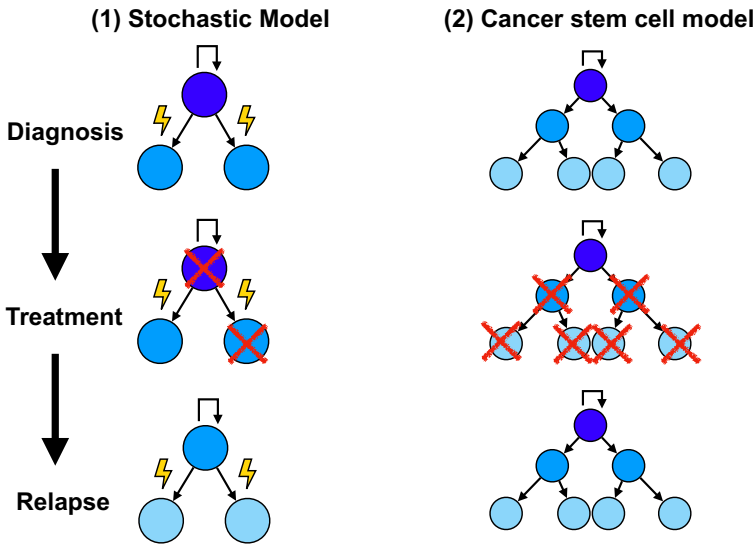 (1) Stochastic Model
(2) Cancer stem cell model
Diagnosis
Treatment
Relapse